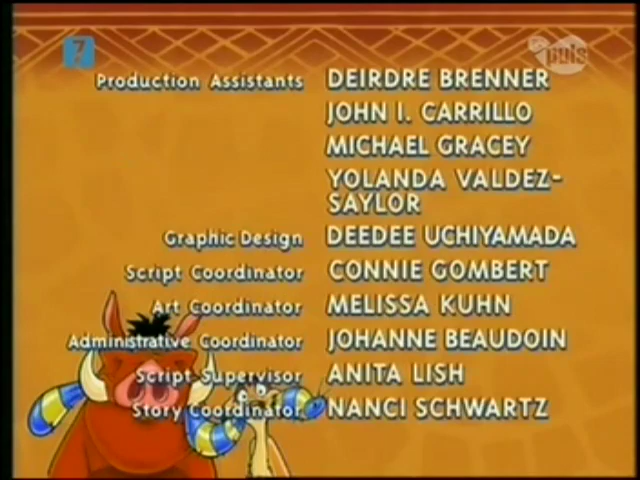 7
puls
Production Assistants DEIRDRE BRENNER
JOHN I. CARRILLO
MICHAEL GRACEY
YOLANDA VALDEZ-
SAYLOR
Graphic Design DEEDEE UCHIYAMADA
Script Coordinator CONNIE GOMBERT
Art Coordinator MELISSA KUHN
Administrative Coordinator JOHANNE BEAUDOIN
Script Supervisor ANITA LISH
Story Coordinator NANCI SCHWARTZ